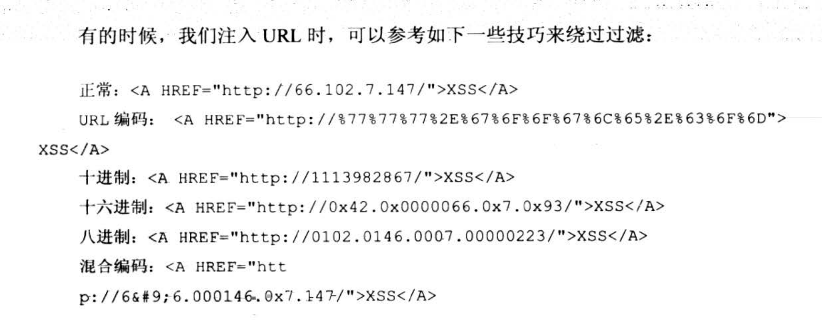 有的时候，我们注入 URL 时，可以参考如下一些技巧来绕过过滤：
正常：<A HREF="http://66.102.7.147/">XSS</A>
URL 编码： <A HREF="http://%77%77%77%2E%67%6F%6F%67%6C%65%2E%63%6F%6D">
XSS</A>
十进制：<A HREF="http://1113982867/">XSS</A>
十六进制：<A HREF="http://0x42.0x0000066.0x7.0x93/">XSS</A>
八进制：<A HREF="http://0102.0146.0007.00000223/">XSS</A>
混合编码：<A HREF="htt
p://6&#9;6.000146.0x7.147/">XSS</A>